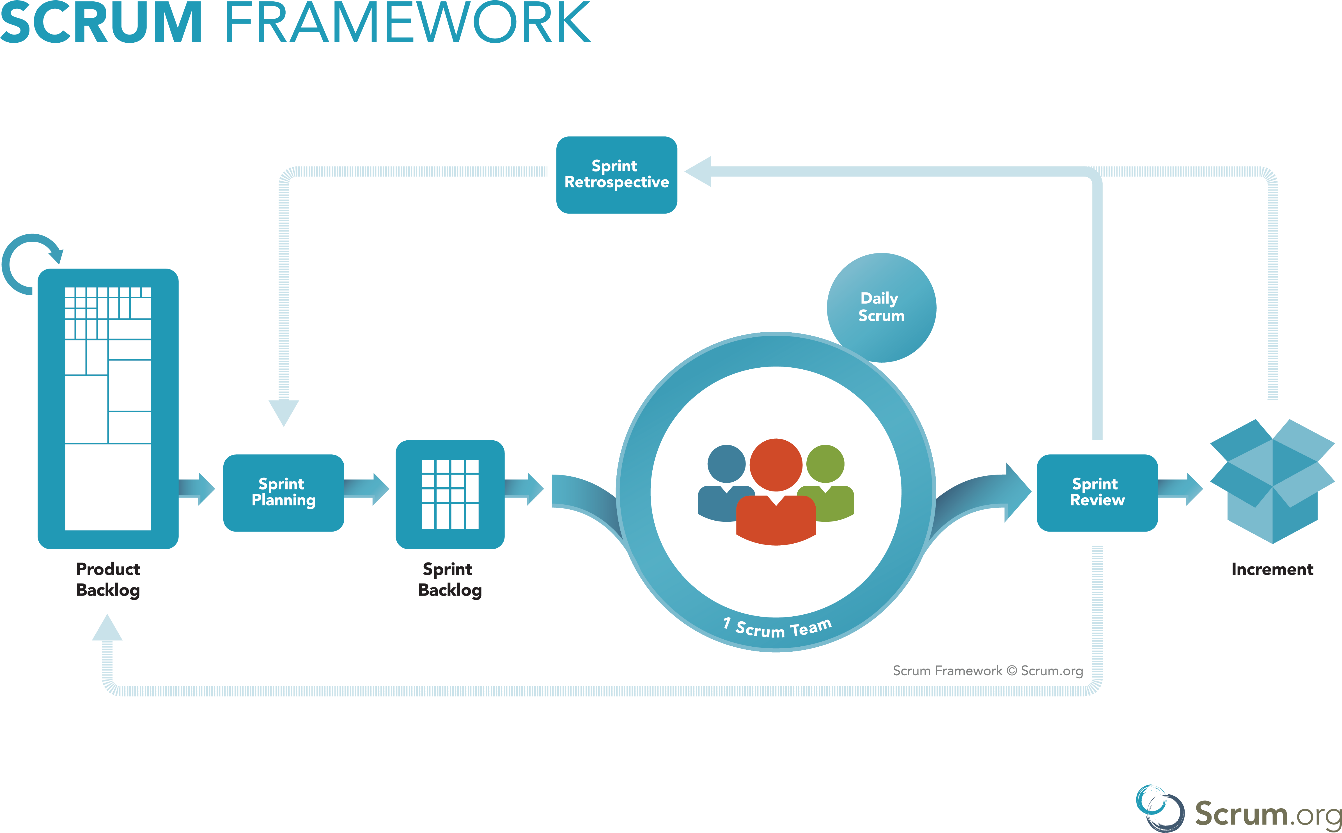 SCRUM FRAMEWORK
Sprint
Retrospective
Daily
Scrum
Sprint
Planning
Sprint
Review
Product
Backlog
Sprint
Backlog
Increment
1 Scrum Team
Scrum Framework © Scrum.org
Scrum.org